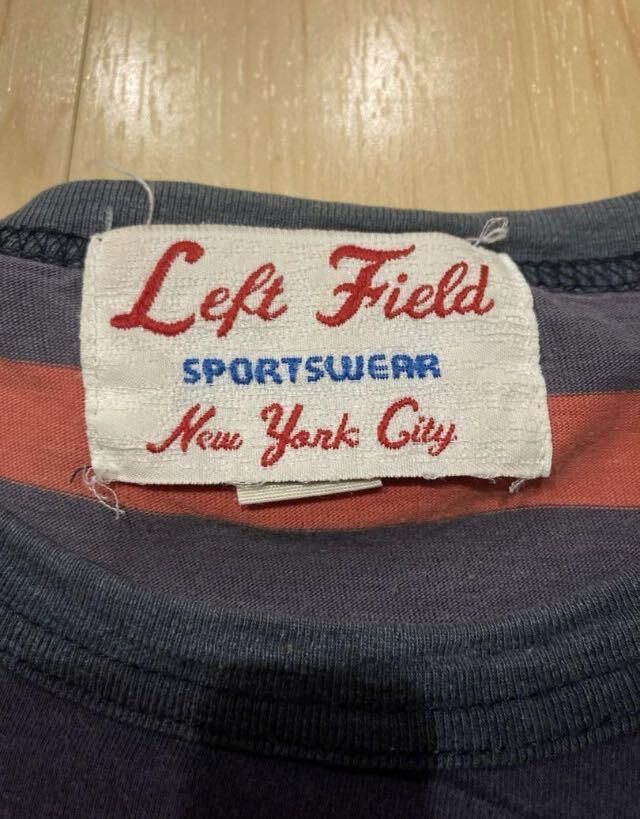 Left Field
SPORTSWEAR
New York City